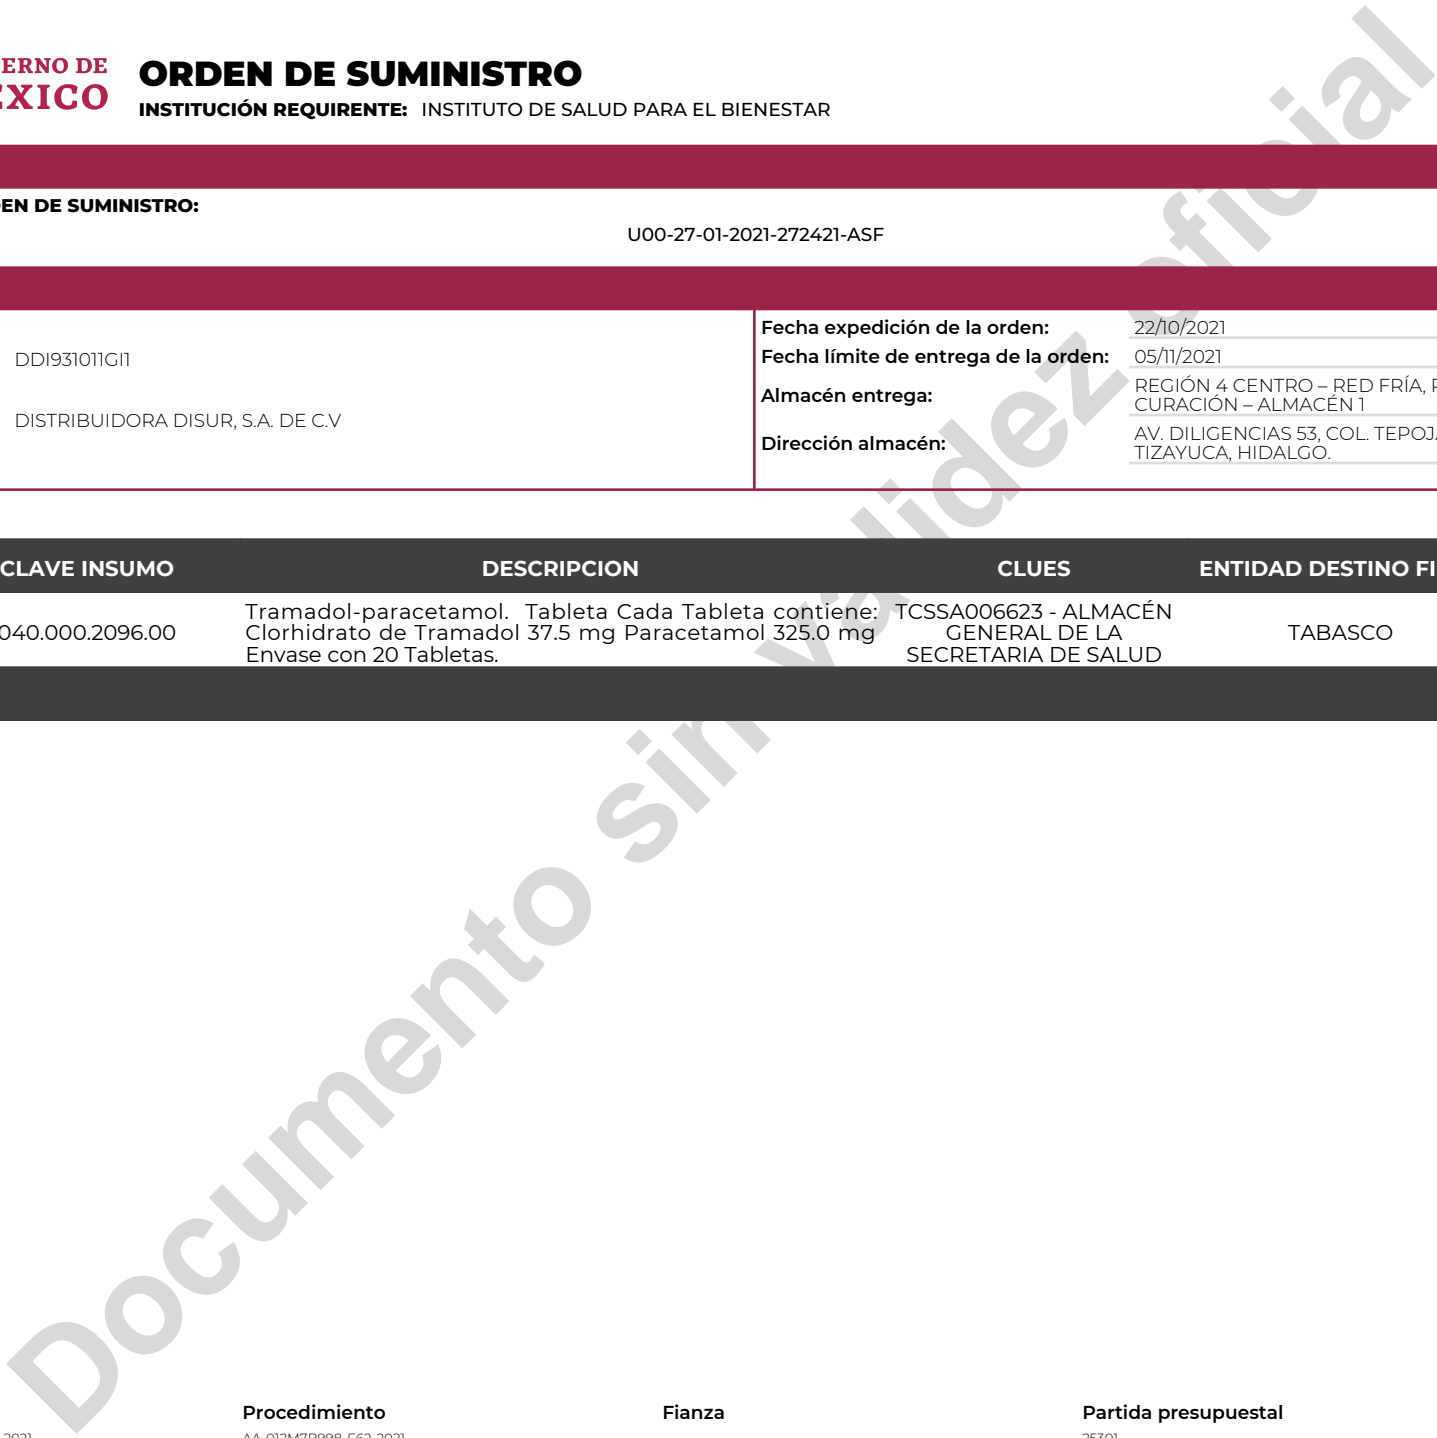 ERNO DE
EXICO
ORDEN DE SUMINISTRO
INSTITUCIÓN REQUIRENTE: INSTITUTO DE SALUD PARA EL BIENESTAR
EN DE SUMINISTRO:
U00-27-01-2021-272421-ASF
DDI931011GI1
DISTRIBUIDORA DISUR, S.A. DE C.V
Fecha expedición de la orden: 22/10/2021
Fecha límite de entrega de la orden: 05/11/2021
Almacén entrega: REGIÓN 4 CENTRO – RED FRÍA,
CURACIÓN – ALMACÉN 1
Dirección almacén: AV. DILIGENCIAS 53, COL. TEPOJ
TIZAYUCA, HIDALGO.
CLAVE INSUMO DESCRIPCION CLUES ENTIDAD DESTINO FI
040.000.2096.00
Tramadol-paracetamol. Tableta Cada Tableta contiene:
Clorhidrato de Tramadol 37.5 mg Paracetamol 325.0 mg
Envase con 20 Tabletas.
TCSSA006623 - ALMACÉN
GENERAL DE LA
SECRETARIA DE SALUD
TABASCO
Documento sin validez oficial
Procedimiento Fianza Partida presupuestal